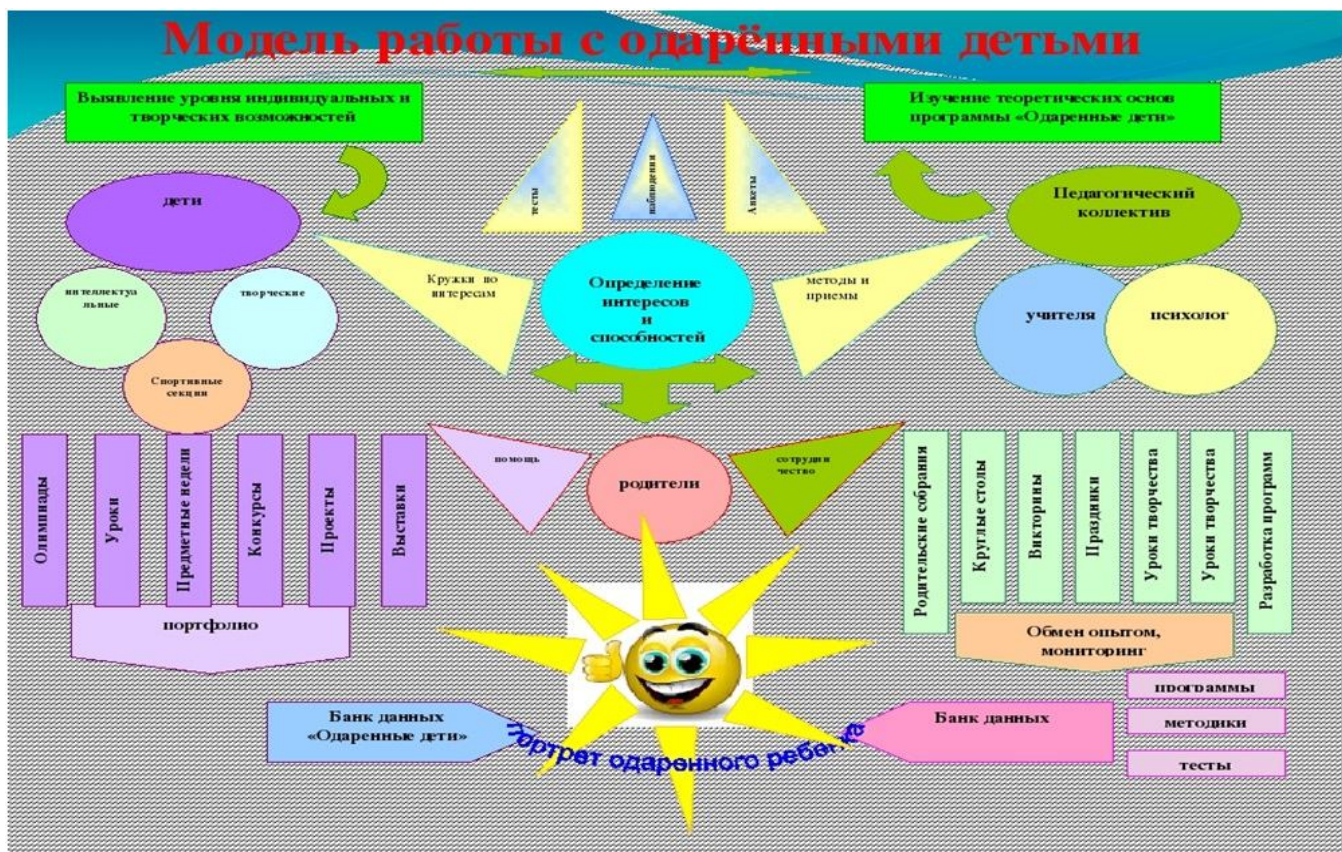 Модель работы с одарёнными детьми
Выявление уровня индивидуальных и
творческих возможностей
Изучение теоретических основ
программы «Одаренные дети»
тесты
наблюдения
Анкеты
дети
Педагогический
коллектив
интеллектуа
льные
творческие
Спортивные
секции
Кружки по
интересам
Определение
интересов
и
способностей
методы и
приемы
учителя
психолог
помощь
родители
сотрудни
чество
Олимпиады
Уроки
Предметные недели
Конкурсы
Проекты
Выставки
Родительские собрания
Круглые столы
Викторины
Праздники
Уроки творчества
Уроки творчества
Разработка программ
портфолио
Обмен опытом,
мониторинг
Банк данных
«Одаренные дети»
Портрет одаренного ребенка
Банк данных
программы
методики
тесты